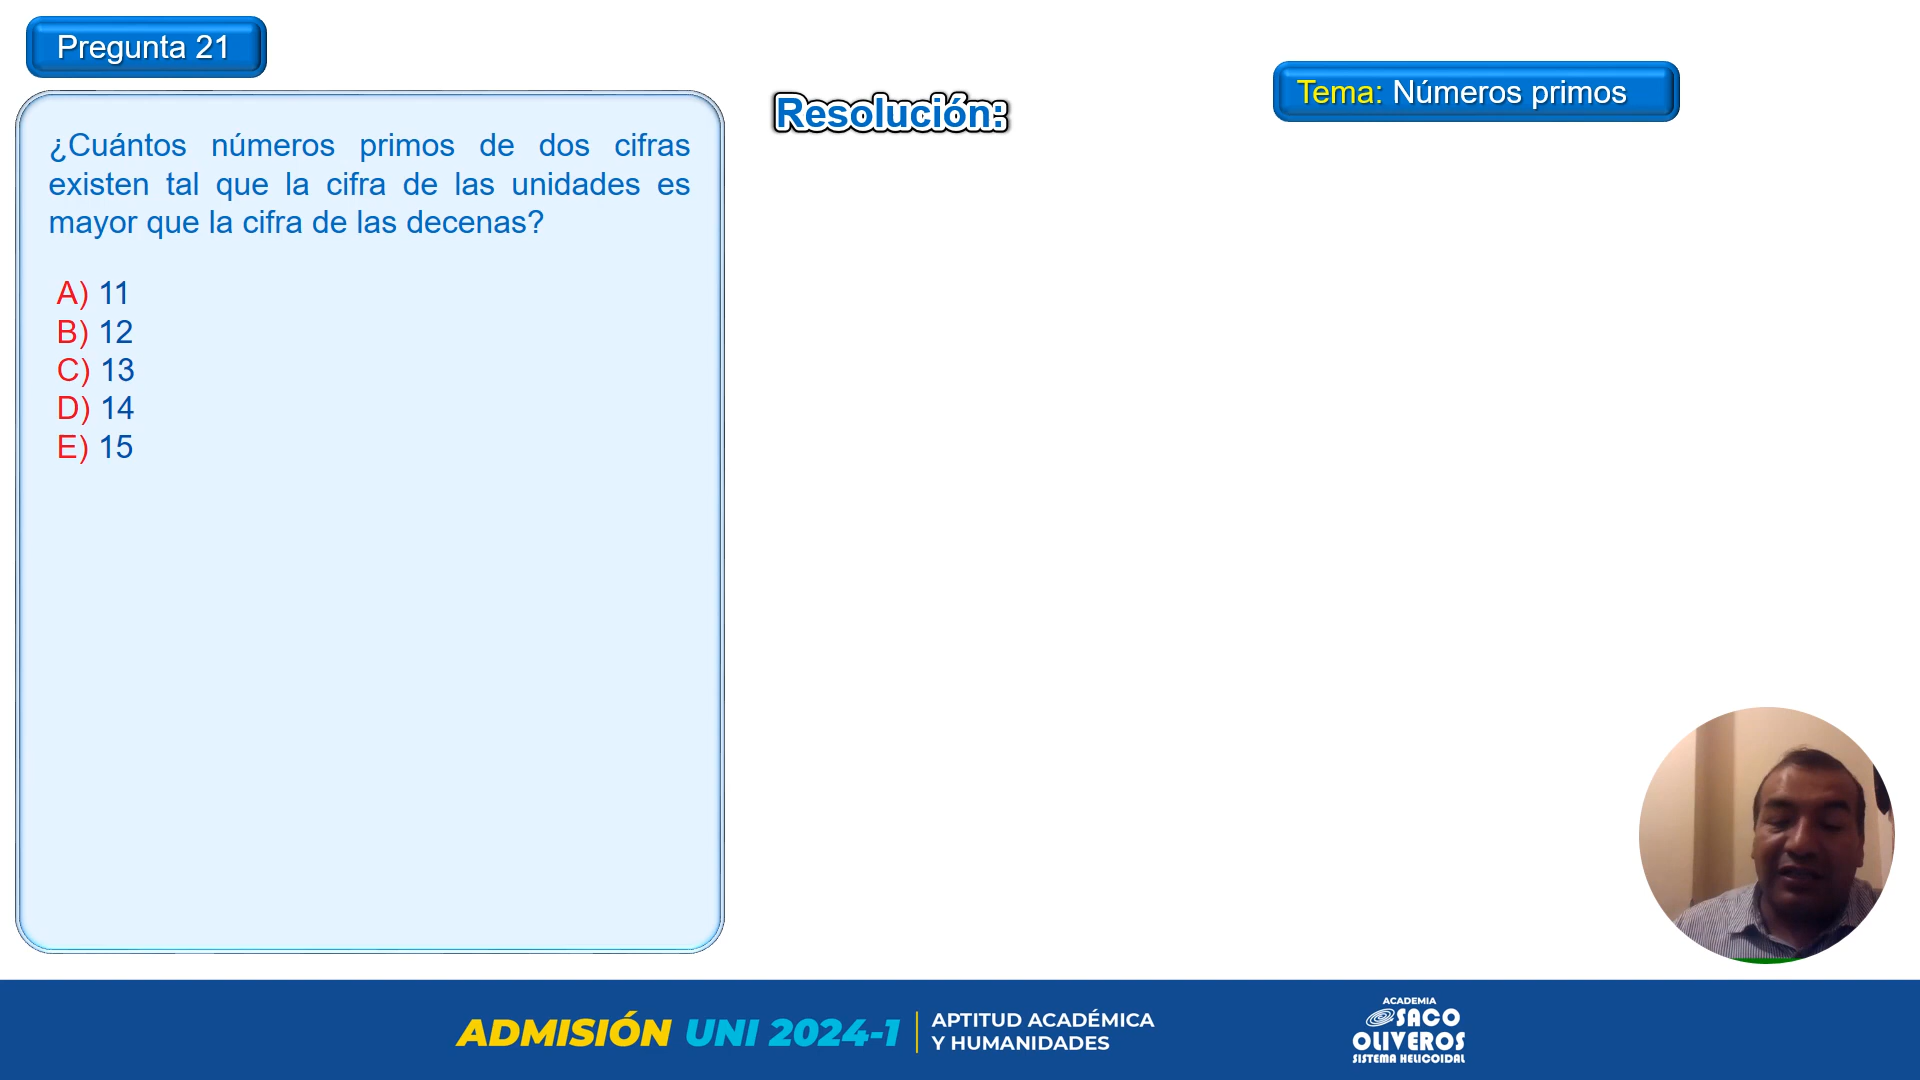 Pregunta 21
Tema: Números primos
Resolución:
¿Cuántos números primos de dos cifras
existen tal que la cifra de las unidades es
mayor que la cifra de las decenas?
A) 11
B) 12
C) 13
D) 14
E) 15
ADMISIÓN UNI 2024-1
APTITUD ACADÉMICA
Y HUMANIDADES
ACADEMIA
SACO
OLIVEROS
SISTEMA HELICOIDAL